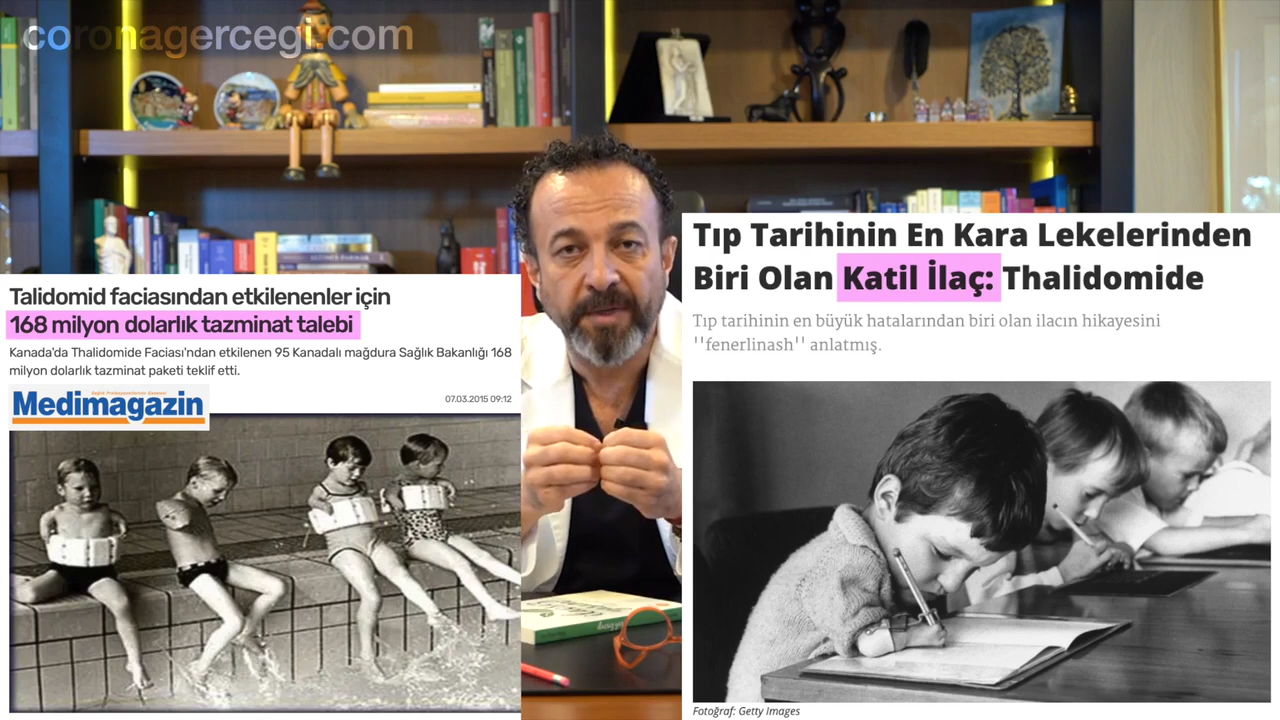 coronagercegi.com
Talidomid faciasından etkilenenler için
168 milyon dolarlık tazminat talebi
Kanada'da Thalidomide Faciası'ndan etkilenen 95 Kanadalı mağdura Sağlık Bakanlığı 168
milyon dolarlık tazminat paketi teklif etti.
Medimagazin
07.03.2015 09:12
Tıp Tarihinin En Kara Lekelerinden
Biri Olan Katil İlaç: Thalidomide
Tıp tarihinin en büyük hatalarından biri olan ilacın hikayesini
''fenerlinash'' anlatmış.
Fotoğraf: Getty Images